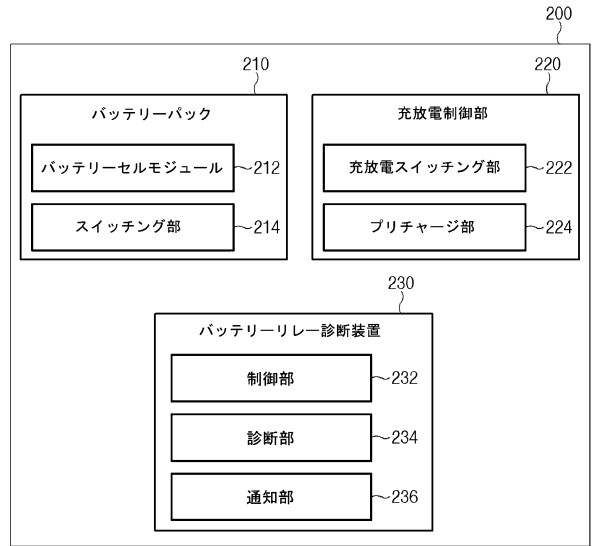 200
210
バッテリーパック
バッテリーセルモジュール 212
スイッチング部 214
220
充放電制御部
充放電スイッチング部 222
プリチャージ部 224
230
バッテリーリレー診断装置
制御部 232
診断部 234
通知部 236